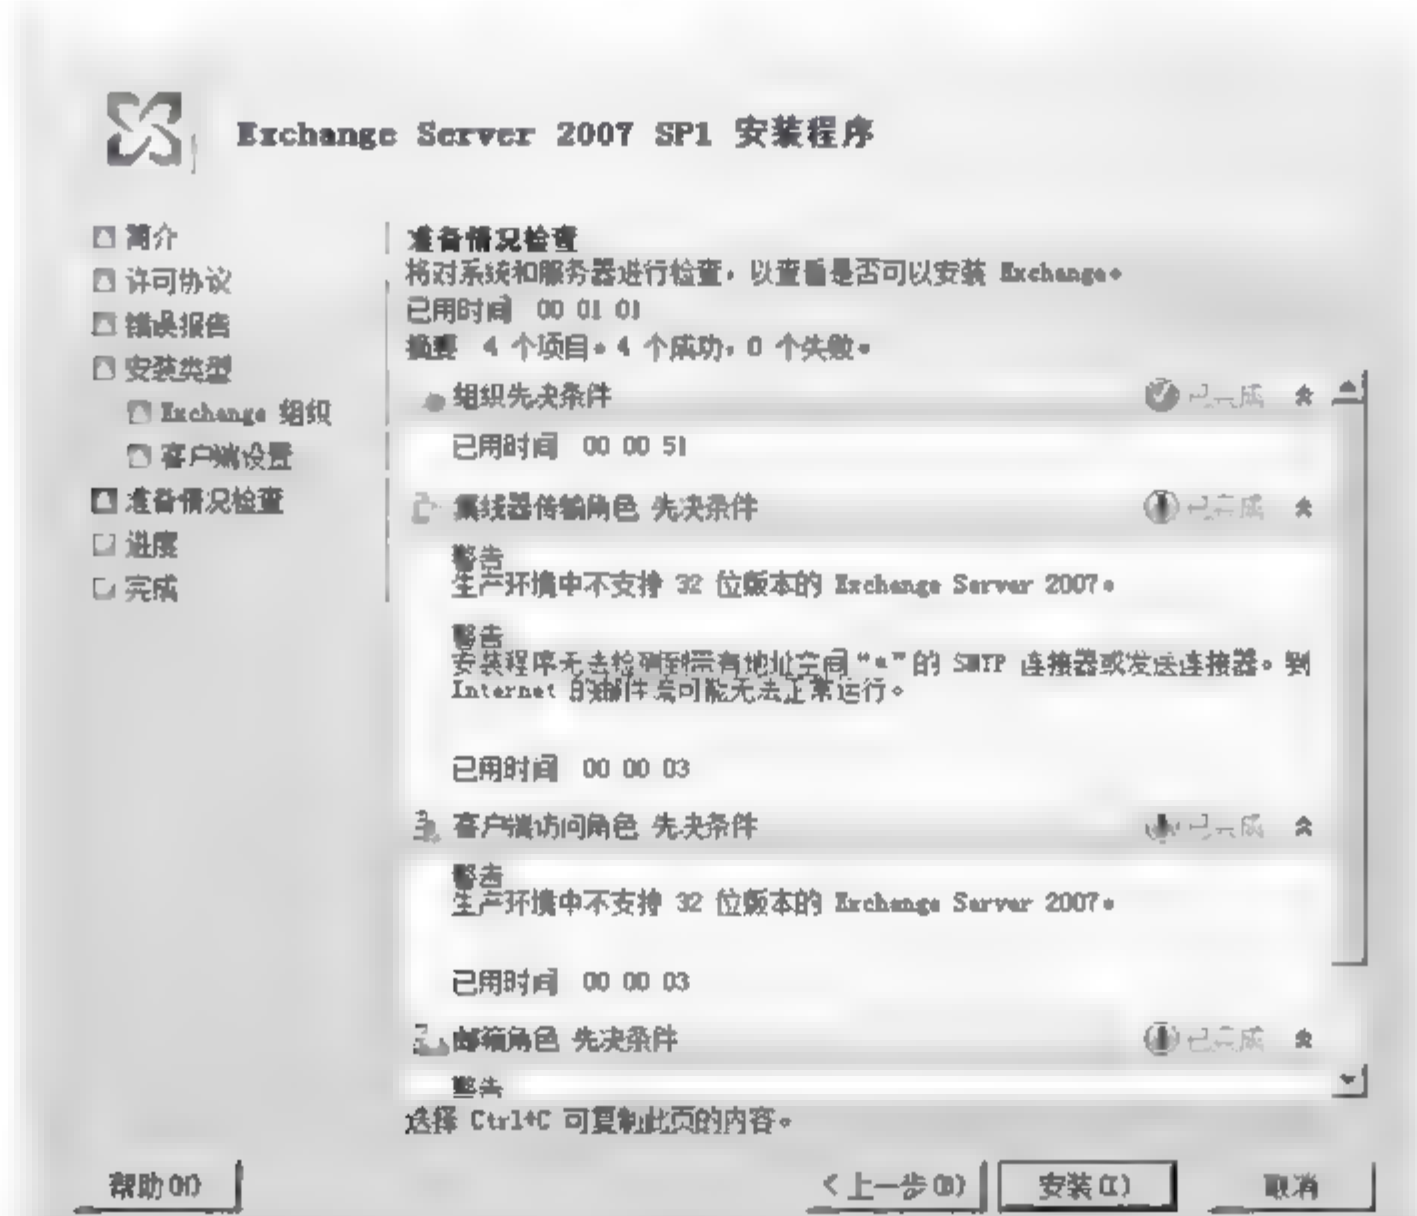 Exchange Server 2007 SP1 安装程序
简介
许可协议
错误报告
安装类型
Exchange 组织
客户端设置
准备情况检查
进度
完成
准备情况检查
将对系统和服务器进行检查，以查看是否可以安装 Exchange。
已用时间 00 01 01
摘要 4 个项目。4 个成功，0 个失败。
组织先决条件 已完成
已用时间 00 00 51
集线器传输角色 先决条件 已完成
警告
生产环境中不支持 32 位版本的 Exchange Server 2007。
警告
安装程序无法检测到带有地址空间“*”的 SMTP 连接器或发送连接器。到
Internet 的邮件流可能无法正常运行。
已用时间 00 00 03
客户端访问角色 先决条件 已完成
警告
生产环境中不支持 32 位版本的 Exchange Server 2007。
已用时间 00 00 03
邮箱角色 先决条件 已完成
警告
选择 Ctrl+C 可复制此页的内容。
帮助(H) <上一步(B) 安装(I) 取消